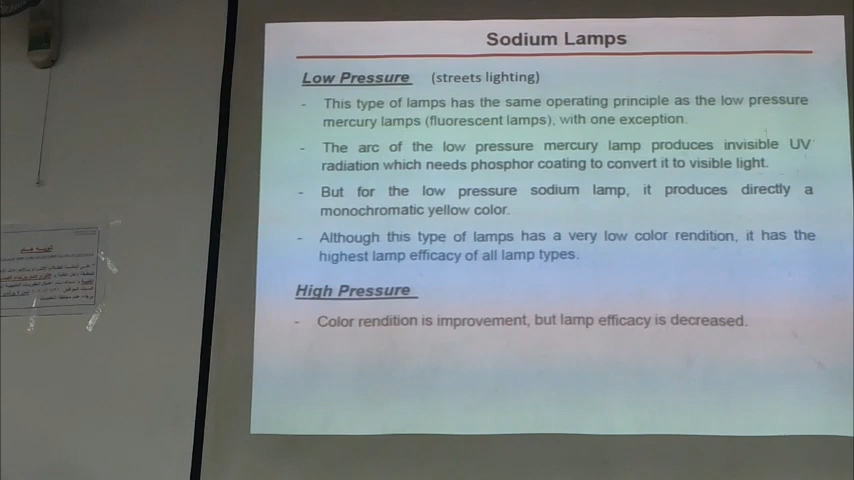 Sodium Lamps
Low Pressure (streets lighting)
- This type of lamps has the same operating principle as the low pressure
mercury lamps (fluorescent lamps), with one exception.
- The arc of the low pressure mercury lamp produces invisible UV
radiation which needs phosphor coating to convert it to visible light.
- But for the low pressure sodium lamp, it produces directly a
monochromatic yellow color.
- Although this type of lamps has a very low color rendition, it has the
highest lamp efficacy of all lamp types.
High Pressure
- Color rendition is improvement, but lamp efficacy is decreased.